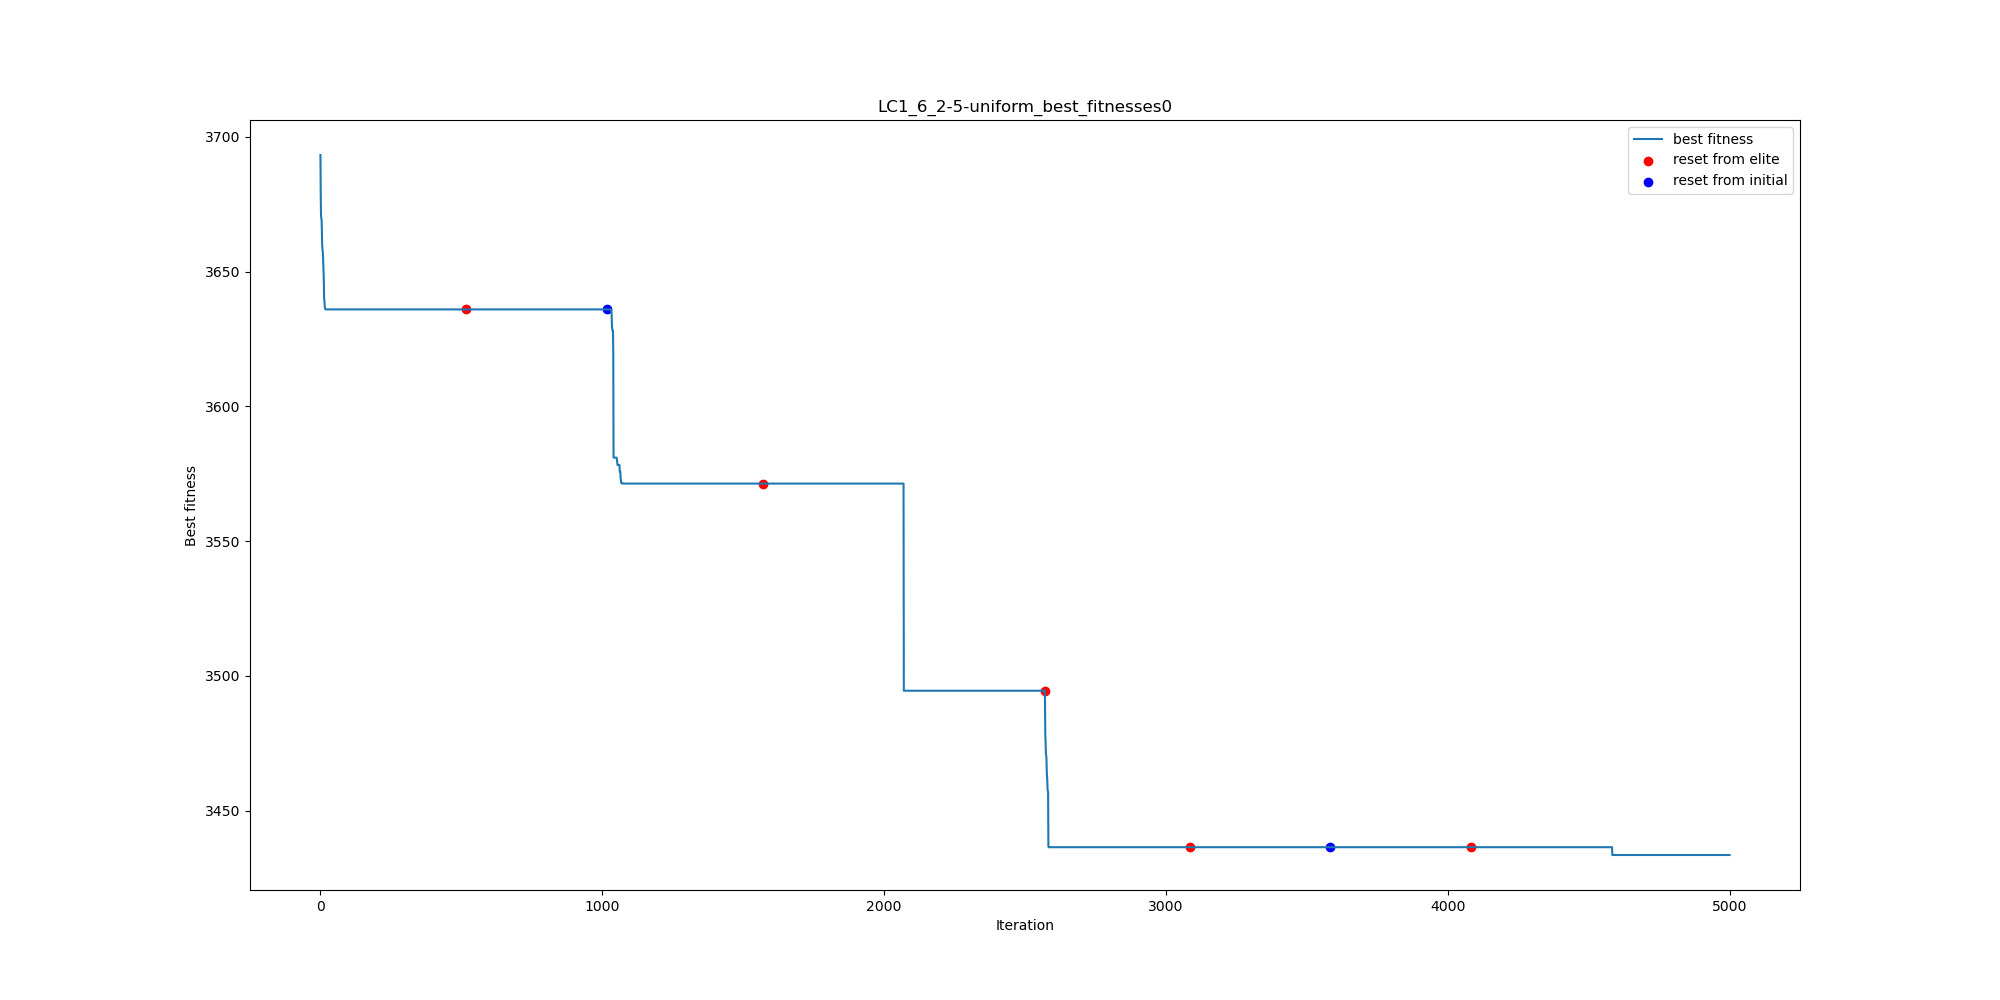 LC1_6_2-5-uniform_best_fitnesses0
best fitness
reset from elite
reset from initial
3700
3650
3600
3550
3500
3450
Best fitness
0
1000
2000
3000
4000
5000
Iteration